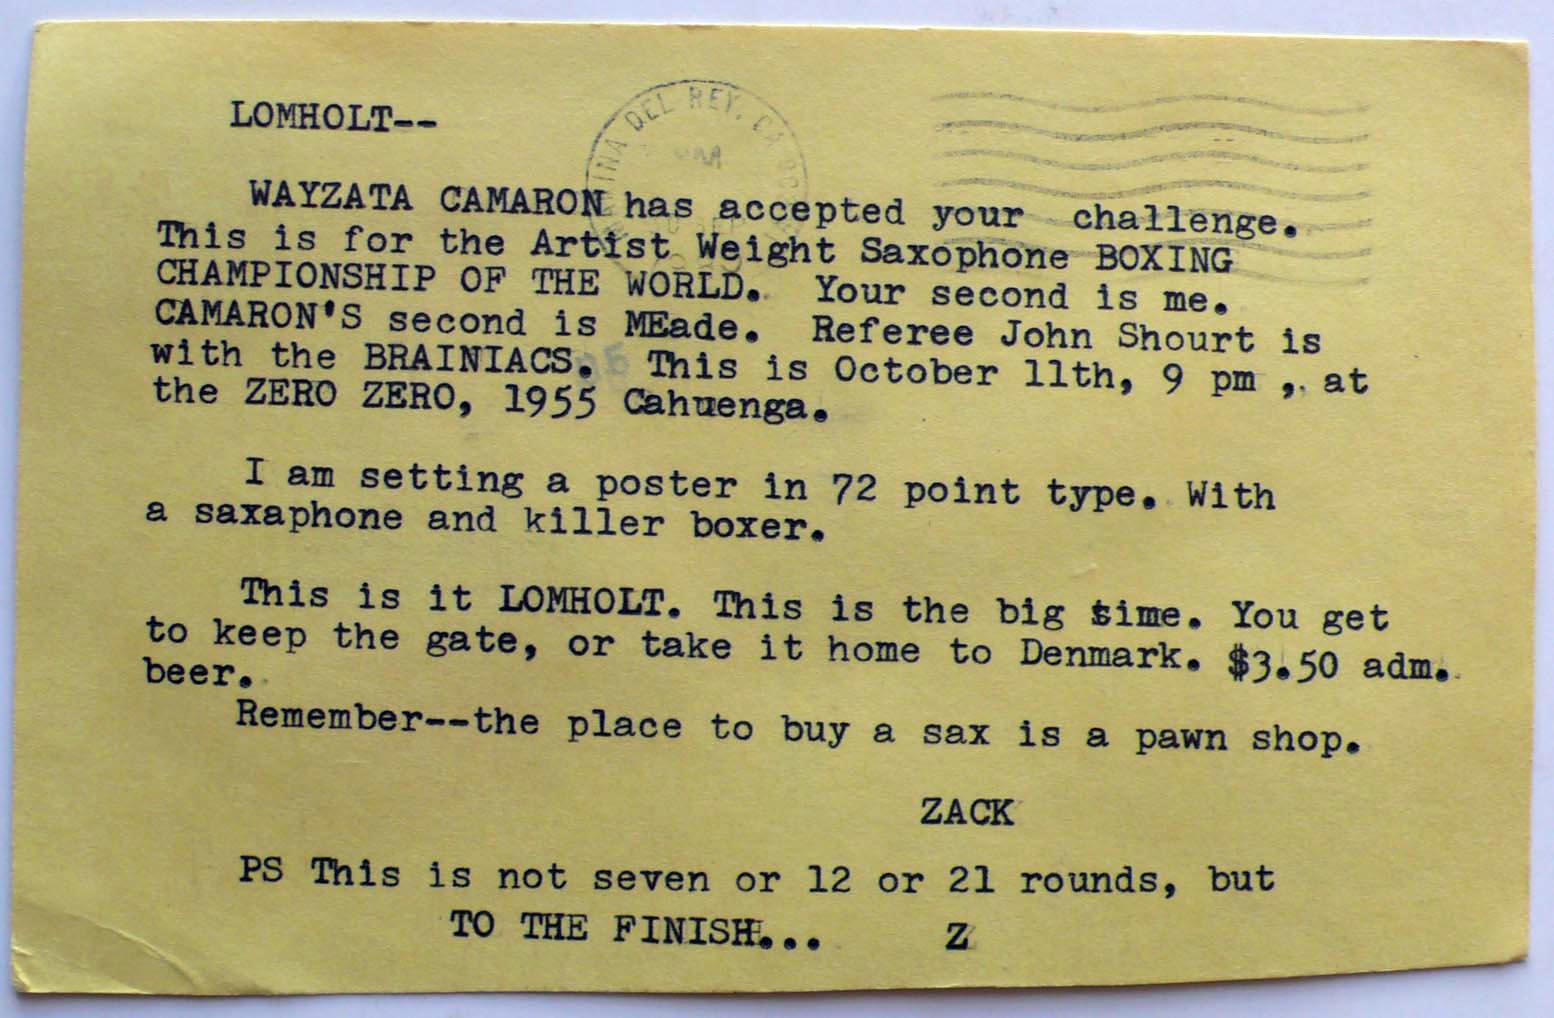 LOMHOLT--
DEL REY, CA
WAYZATA CAMARON has accepted your challenge.
This is for the Artist Weight Saxophone BOXING
CHAMPIONSHIP OF THE WORLD. Your second is me.
CAMARON'S second is MEade. Referee John Shourt is
with the BRAINIACS. This is October 11th, 9 pm , at
the ZERO ZERO, 1955 Cahuenga.
I am setting a poster in 72 point type. With
a saxaphone and killer boxer.
This is it LOMHOLT. This is the big time. You get
to keep the gate, or take it home to Denmark. $3.50 adm.
beer.
Remember--the place to buy a sax is a pawn shop.
ZACK
PS This is not seven or 12 or 21 rounds, but
TO THE FINISH... Z